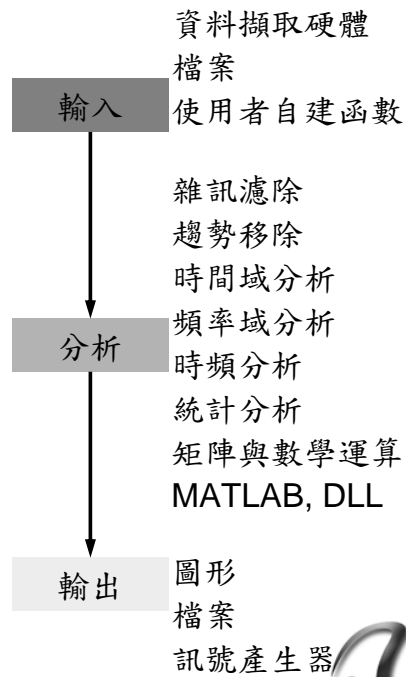 資料擷取硬體
檔案
輸入
使用者自建函數
雜訊濾除
趨勢移除
時間域分析
頻率域分析
分析
時頻分析
統計分析
矩陣與數學運算
MATLAB, DLL
圖形
輸出
檔案
訊號產生器